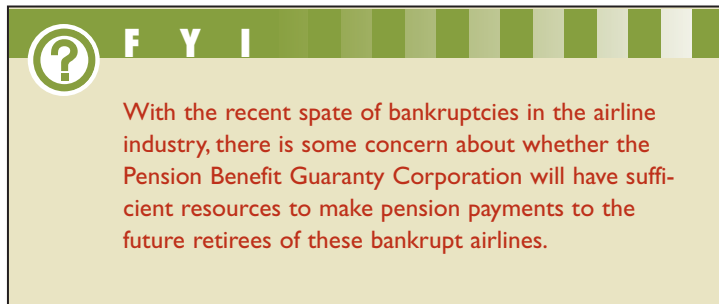 ? F Y I
With the recent spate of bankruptcies in the airline
industry, there is some concern about whether the
Pension Benefit Guaranty Corporation will have suffi-
cient resources to make pension payments to the
future retirees of these bankrupt airlines.